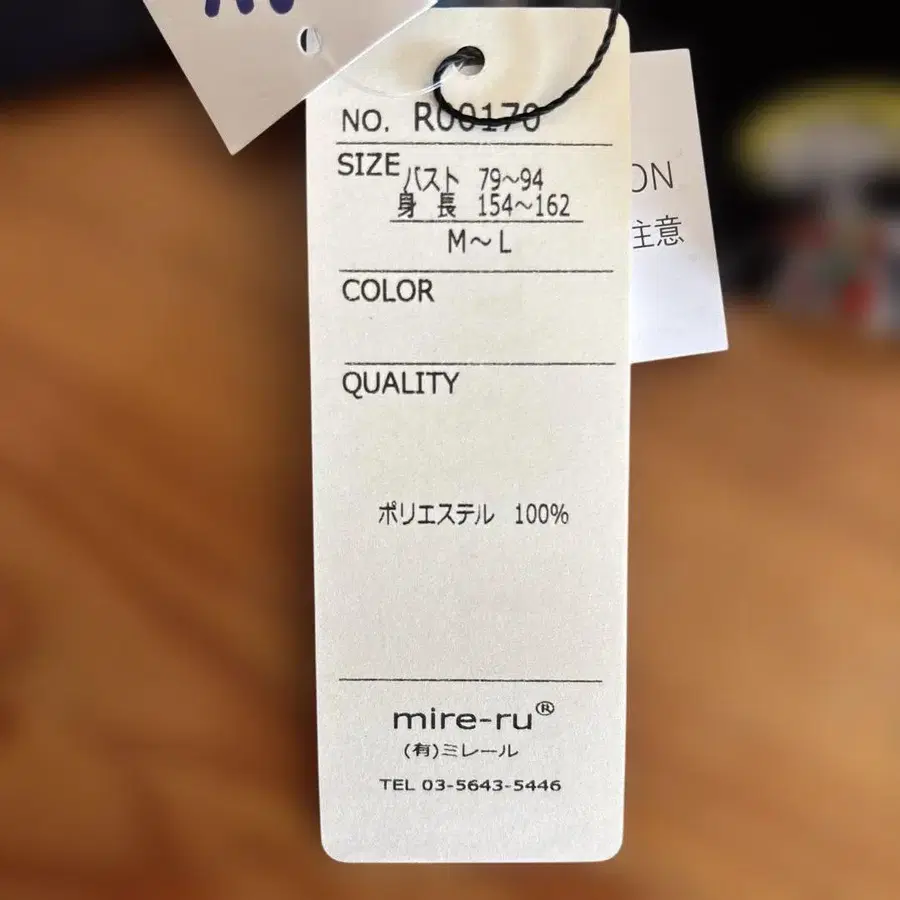 NO. R00170
SIZE
バスト 79～94
身 長 154～162
M～L
COLOR
QUALITY
ポリエステル 100%
mire-ru®
(有)ミレール
TEL 03-5643-5446
ON
注意